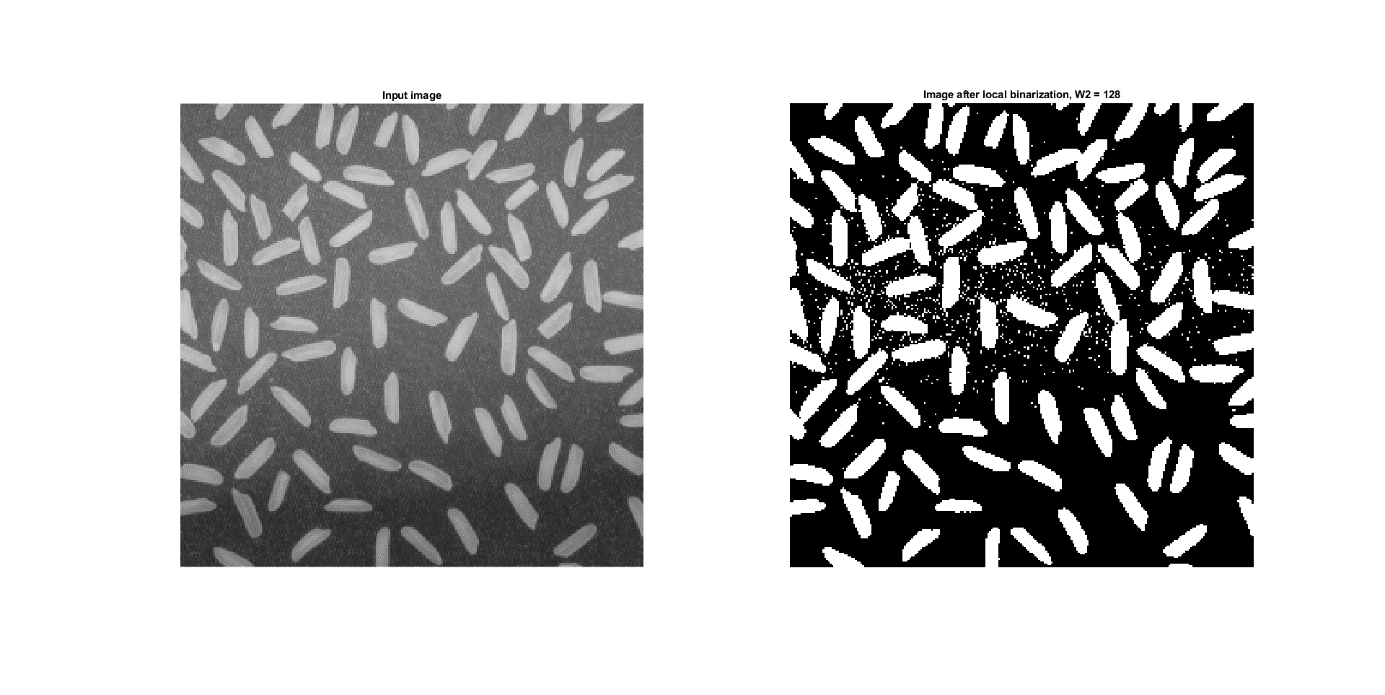 Input image
Image after local binarization, W2 = 128